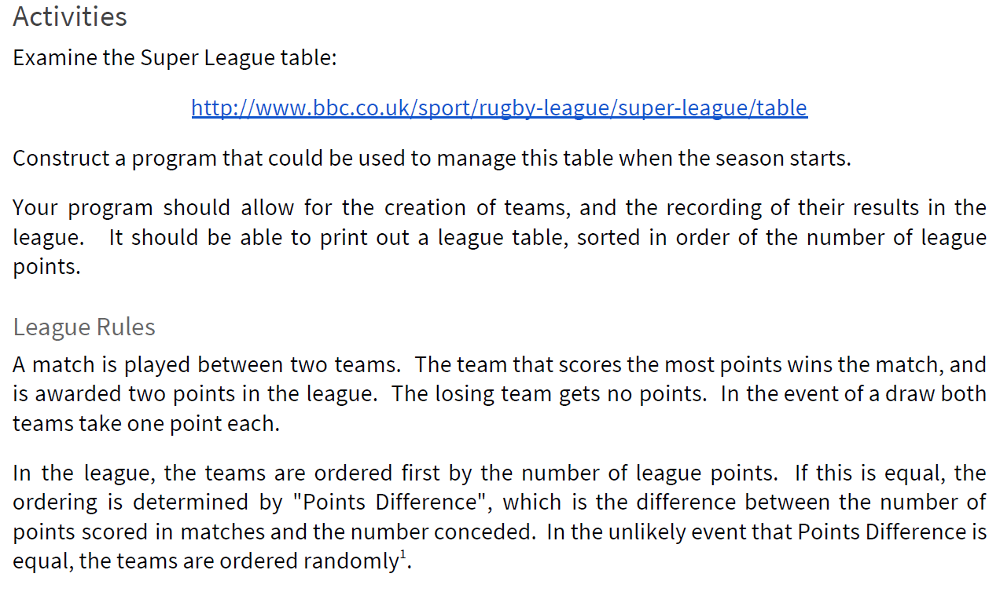 Activities
Examine the Super League table:
http://www.bbc.co.uk/sport/rugby-league/super-league/table
Construct a program that could be used to manage this table when the season starts.
Your program should allow for the creation of teams, and the recording of their results in the
league. It should be able to print out a league table, sorted in order of the number of league
points.
League Rules
A match is played between two teams. The team that scores the most points wins the match, and
is awarded two points in the league. The losing team gets no points. In the event of a draw both
teams take one point each.
In the league, the teams are ordered first by the number of league points. If this is equal, the
ordering is determined by "Points Difference", which is the difference between the number of
points scored in matches and the number conceded. In the unlikely event that Points Difference is
equal, the teams are ordered randomly¹.